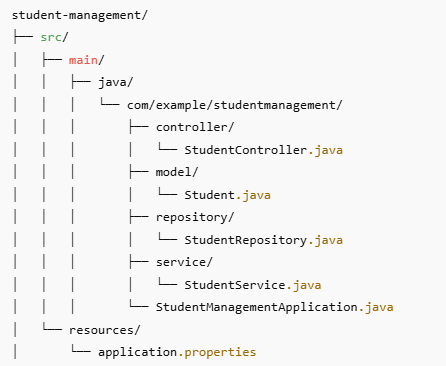 student-management/
├── src/
│   ├── main/
│   │   ├── java/
│   │   │   └── com/example/studentmanagement/
│   │   │       ├── controller/
│   │   │       │   └── StudentController.java
│   │   │       ├── model/
│   │   │       │   └── Student.java
│   │   │       ├── repository/
│   │   │       │   └── StudentRepository.java
│   │   │       ├── service/
│   │   │       │   └── StudentService.java
│   │   │       └── StudentManagementApplication.java
│   └── resources/
│       └── application.properties